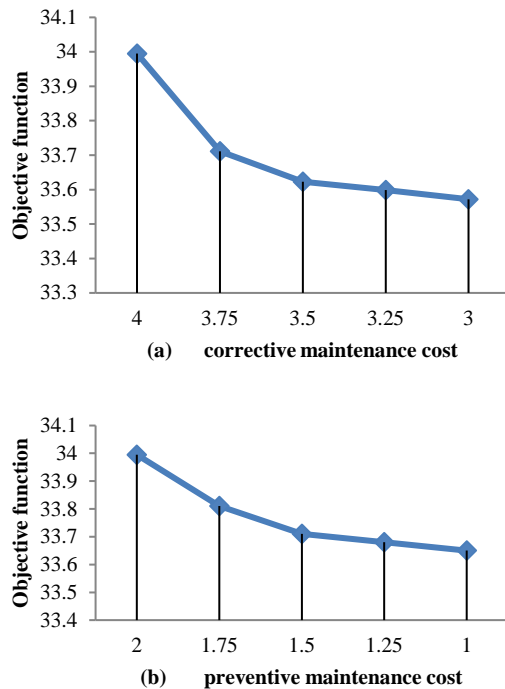 34.1
34
33.9
33.8
33.7
33.6
33.5
33.4
33.3
Objective function
4 3.75 3.5 3.25 3
(a) corrective maintenance cost
34.1
34
33.9
33.8
33.7
33.6
33.5
33.4
Objective function
2 1.75 1.5 1.25 1
(b) preventive maintenance cost